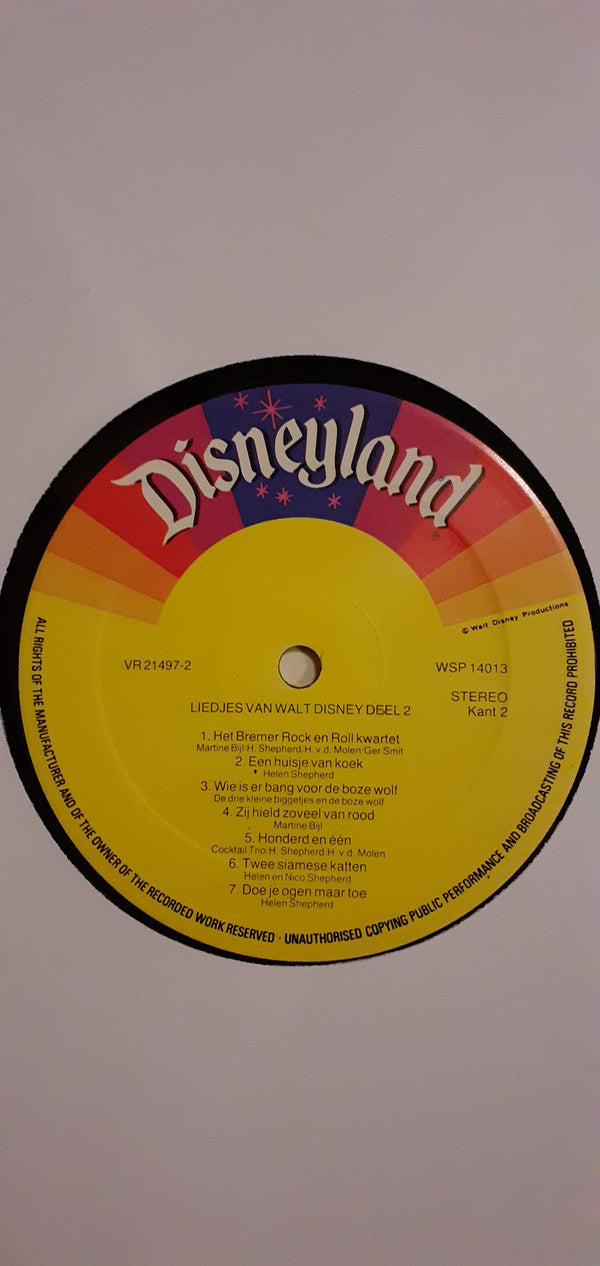 Disneyland
®
© Walt Disney Productions
VR 21497-2
WSP 14013
STEREO
Kant 2
LIEDJES VAN WALT DISNEY DEEL 2
1. Het Bremer Rock en Roll kwartet
Martine Bijl/H. Shepherd/H. v.d. Molen/Ger Smit
2. Een huisje van koek
Helen Shepherd
3. Wie is er bang voor de boze wolf
De drie kleine biggetjes en de boze wolf
4. Zij hield zoveel van rood
Martine Bijl
5. Honderd en één
Cocktail Trio/H. Shepherd/H. v.d. Molen
6. Twee siamese katten
Helen en Nico Shepherd
7. Doe je ogen maar toe
Helen Shepherd
ALL RIGHTS OF THE MANUFACTURER AND OF THE OWNER OF THE RECORDED WORK RESERVED · UNAUTHORISED COPYING PUBLIC PERFORMANCE AND BROADCASTING OF THIS RECORD PROHIBITED